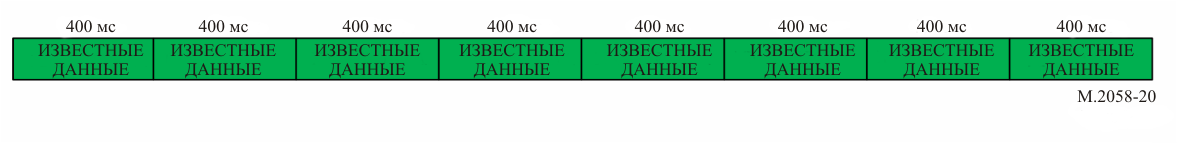 400 мс 400 мс 400 мс 400 мс 400 мс 400 мс 400 мс 400 мс
ИЗВЕСТНЫЕ ИЗВЕСТНЫЕ ИЗВЕСТНЫЕ ИЗВЕСТНЫЕ ИЗВЕСТНЫЕ ИЗВЕСТНЫЕ ИЗВЕСТНЫЕ ИЗВЕСТНЫЕ
ДАННЫЕ ДАННЫЕ ДАННЫЕ ДАННЫЕ ДАННЫЕ ДАННЫЕ ДАННЫЕ ДАННЫЕ
M.2058-20